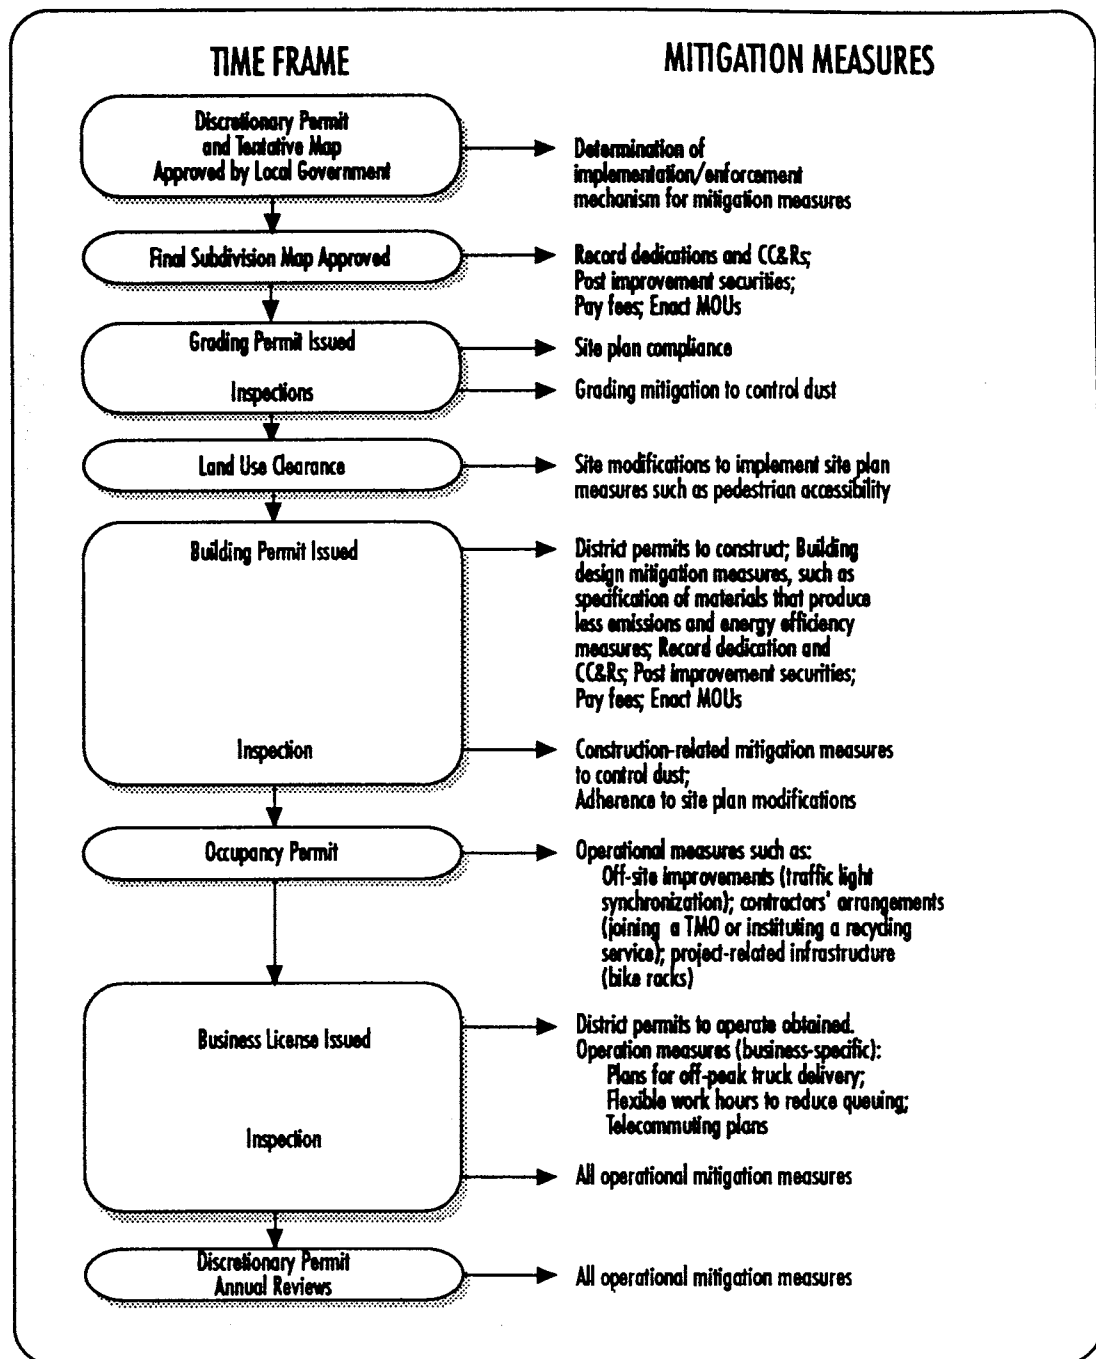 TIME FRAME
MITIGATION MEASURES
Discretionary Permit
and Tentative Map
Approved by Local Government
Determination of
implementation/enforcement
mechanism for mitigation measures
Final Subdivision Map Approved
Record dedications and CC&Rs;
Post improvement securities;
Pay fees; Enact MOUs
Grading Permit Issued
Site plan compliance
Inspections
Grading mitigation to control dust
Land Use Clearance
Site modifications to implement site plan
measures such as pedestrian accessibility
Building Permit Issued
District permits to construct; Building
design mitigation measures, such as
specification of materials that produce
less emissions and energy efficiency
measures; Record dedication and
CC&Rs; Post improvement securities;
Pay fees; Enact MOUs
Inspection
Construction-related mitigation measures
to control dust;
Adherence to site plan modifications
Occupancy Permit
Operational measures such as:
Off-site improvements (traffic light
synchronization); contractors' arrangements
(joining a TMO or instituting a recycling
service); project-related infrastructure
(bike racks)
Business License Issued
District permits to operate obtained.
Operation measures (business-specific):
Plans for off-peak truck delivery;
Flexible work hours to reduce queuing;
Telecommuting plans
Inspection
All operational mitigation measures
Discretionary Permit
Annual Reviews
All operational mitigation measures